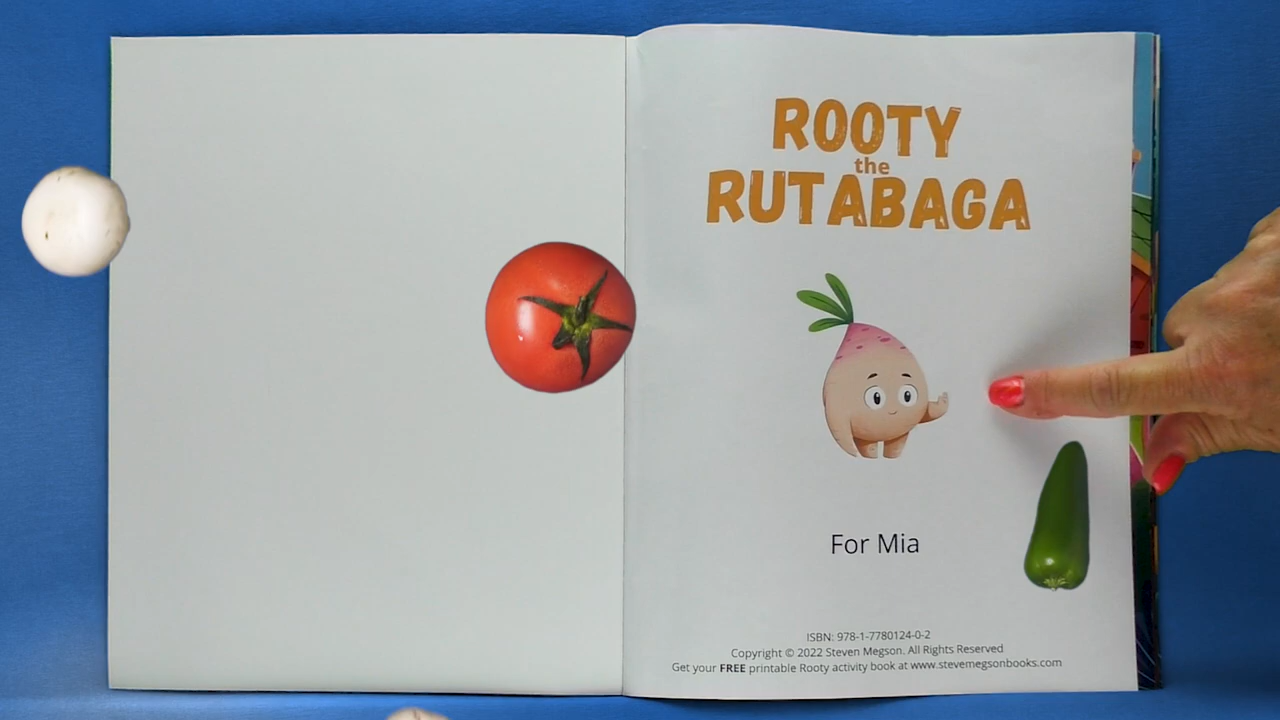 ROOTY
the
RUTABAGA
For Mia
ISBN: 978-1-7780124-0-2
Copyright © 2022 Steven Megson. All Rights Reserved
Get your FREE printable Rooty activity book at www.stevemegsonbooks.com